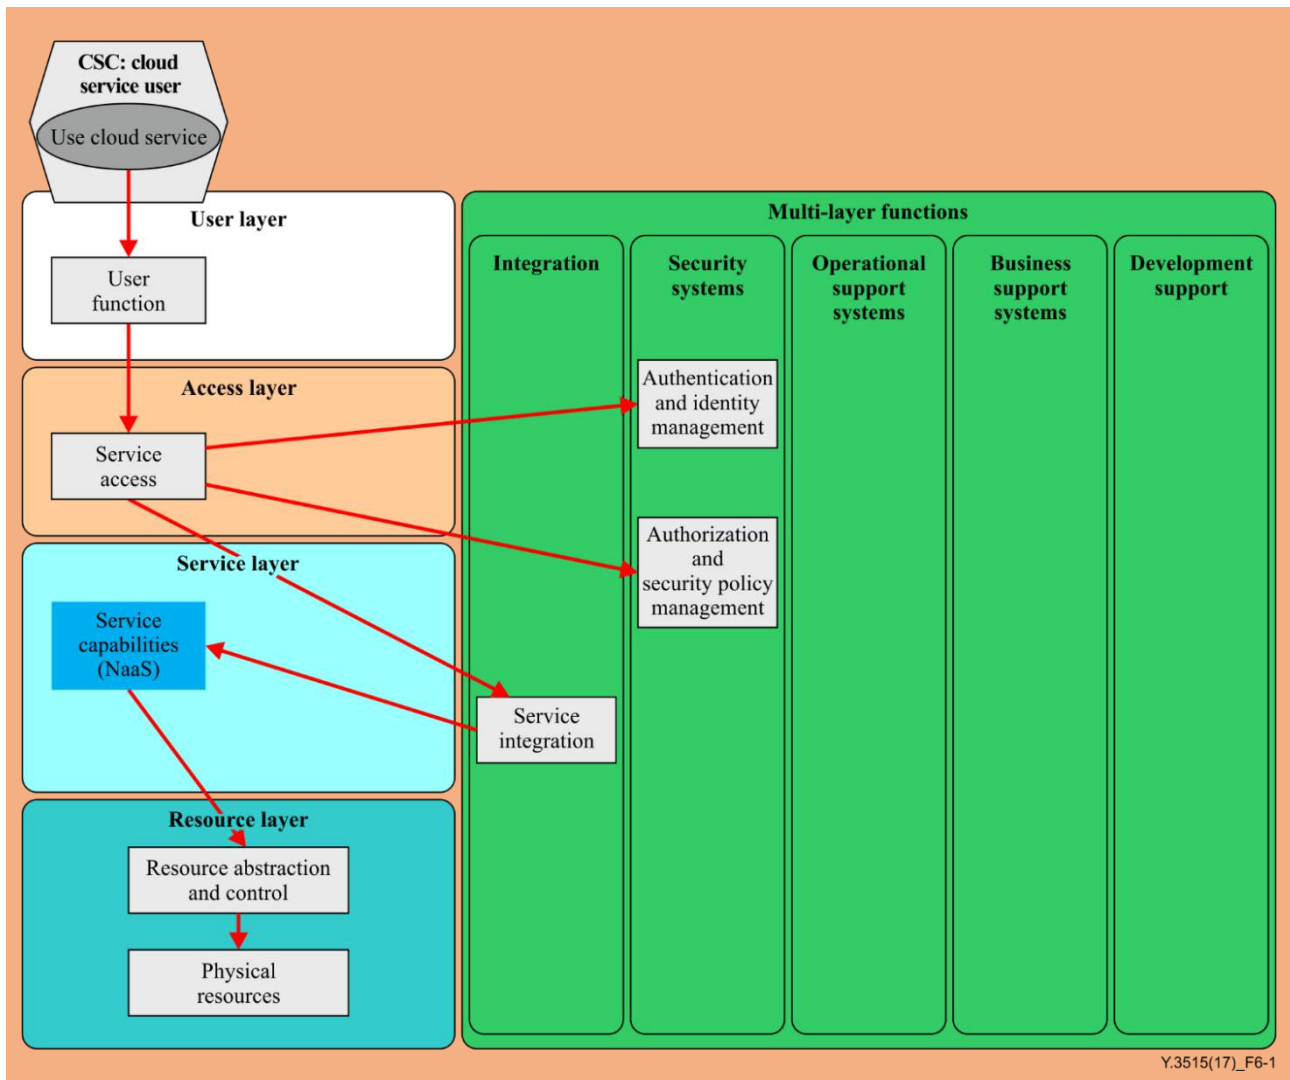 CSC: cloud
service user
Use cloud service
User layer
User
function
Access layer
Service
access
Service layer
Service
capabilities
(NaaS)
Resource layer
Resource abstraction
and control
Physical
resources
Multi-layer functions
Integration
Service
integration
Security
systems
Authentication
and identity
management
Authorization
and
security policy
management
Operational
support
systems
Business
support
systems
Development
support
Y.3515(17)_F6-1